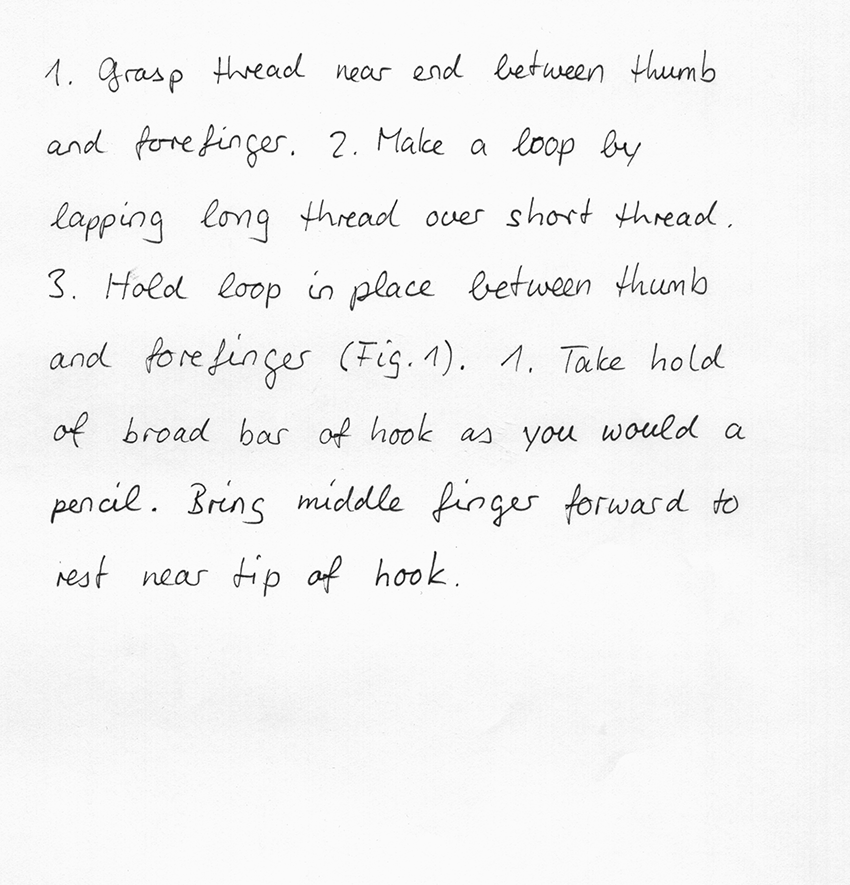 1. Grasp thread near end between thumb
and forefinger. 2. Make a loop by
lapping long thread over short thread.
3. Hold loop in place between thumb
and forefinger (Fig. 1). 1. Take hold
of broad bar of hook as you would a
pencil. Bring middle finger forward to
rest near tip of hook.